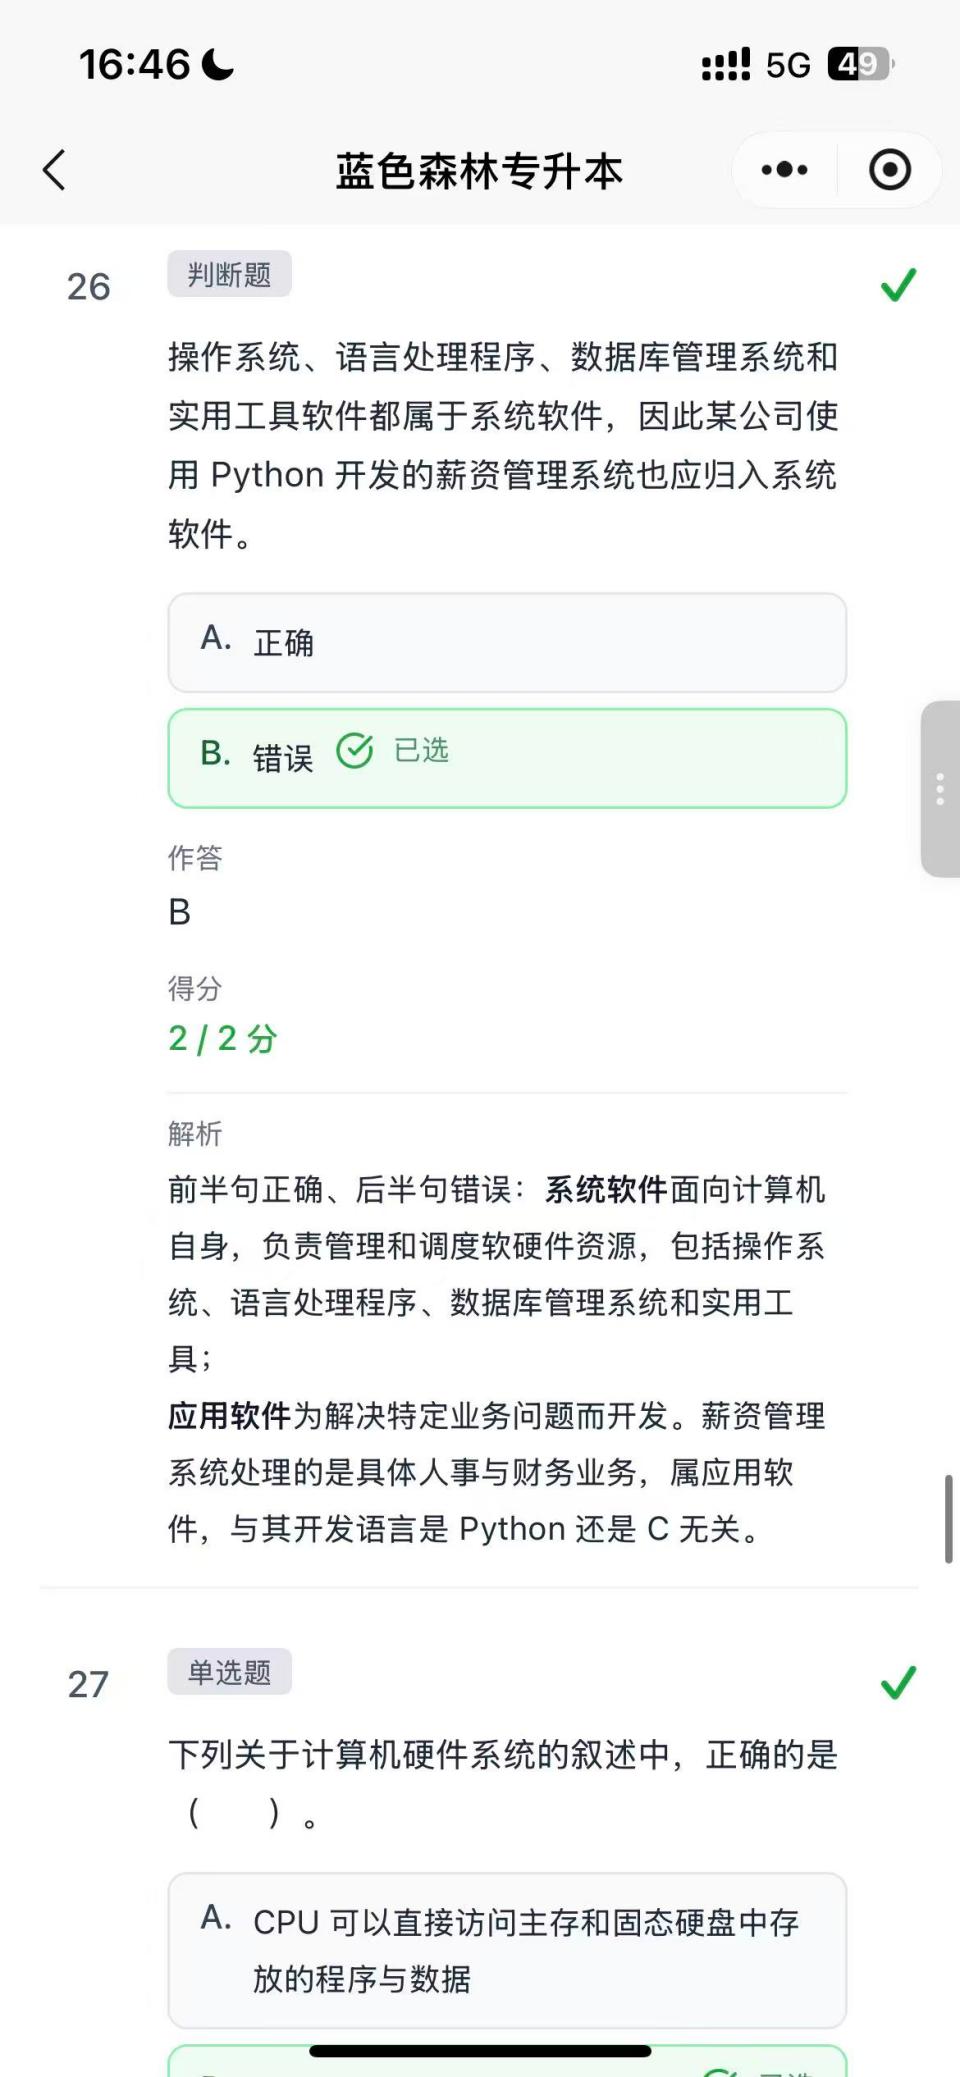 16:46
5G
49
蓝色森林专升本
26
判断题
操作系统、语言处理程序、数据库管理系统和
实用工具软件都属于系统软件，因此某公司使
用 Python 开发的薪资管理系统也应归入系统
软件。
A. 正确
B. 错误 已选
作答
B
得分
2 / 2 分
解析
前半句正确、后半句错误：系统软件面向计算机
自身，负责管理和调度软硬件资源，包括操作系
统、语言处理程序、数据库管理系统和实用工
具；
应用软件为解决特定业务问题而开发。薪资管理
系统处理的是具体人事与财务业务，属应用软
件，与其开发语言是 Python 还是 C 无关。
27
单选题
下列关于计算机硬件系统的叙述中，正确的是
（　　）。
A. CPU 可以直接访问主存和固态硬盘中存
放的程序与数据